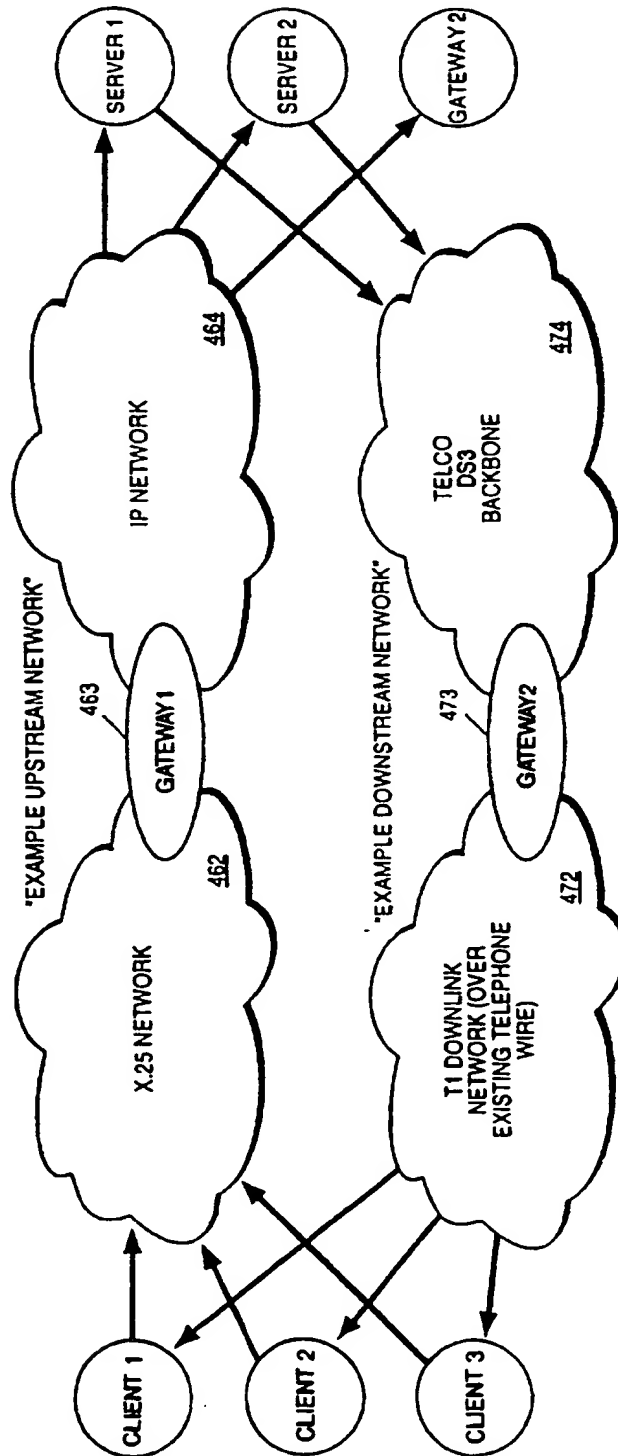 "EXAMPLE UPSTREAM NETWORK"
CLIENT 1
CLIENT 2
CLIENT 3
X.25 NETWORK
462
463
GATEWAY 1
IP NETWORK
464
SERVER 1
SERVER 2
GATEWAY 2
"EXAMPLE DOWNSTREAM NETWORK"
T1 DOWNLINK
NETWORK (OVER
EXISTING TELEPHONE
WIRE)
472
473
GATEWAY2
TELCO
DS3
BACKBONE
474